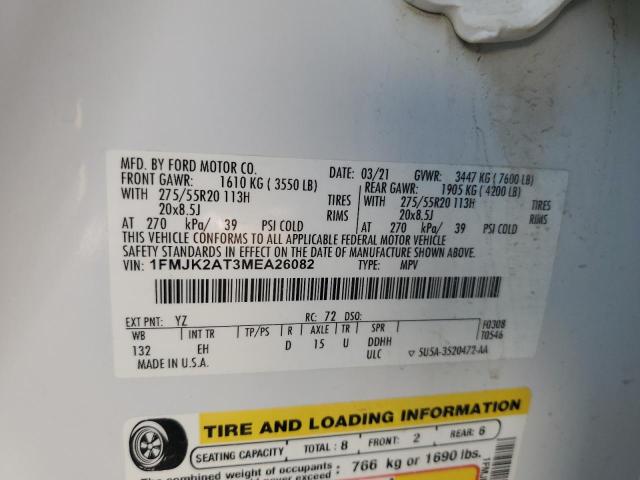 MFD. BY FORD MOTOR CO.
DATE: 03/21 GVWR: 3447 KG ( 7600 LB)
FRONT GAWR: 1610 KG ( 3550 LB) REAR GAWR: 1905 KG ( 4200 LB)
WITH 275/55R20 113H TIRES WITH 275/55R20 113H TIRES
20x8.5J RIMS 20x8.5J RIMS
AT 270 kPa/ 39 PSI COLD AT 270 kPa/ 39 PSI COLD
THIS VEHICLE CONFORMS TO ALL APPLICABLE FEDERAL MOTOR VEHICLE
SAFETY STANDARDS IN EFFECT ON THE DATE OF MANUFACTURE SHOWN ABOVE.
VIN: 1FMJK2AT3MEA26082 TYPE: MPV
EXT PNT: YZ RC: 72 DSO:
WB INT TR TP/PS R AXLE TR SPR
132 EH D 15 U DDHH
ULC
F0308
T0546
MADE IN U.S.A. ▽ 5U5A-3520472-AA
TIRE AND LOADING INFORMATION
SEATING CAPACITY TOTAL : 8 FRONT: 2 REAR: 6
The combined weight of occupants : 766 kg or 1690 lbs.